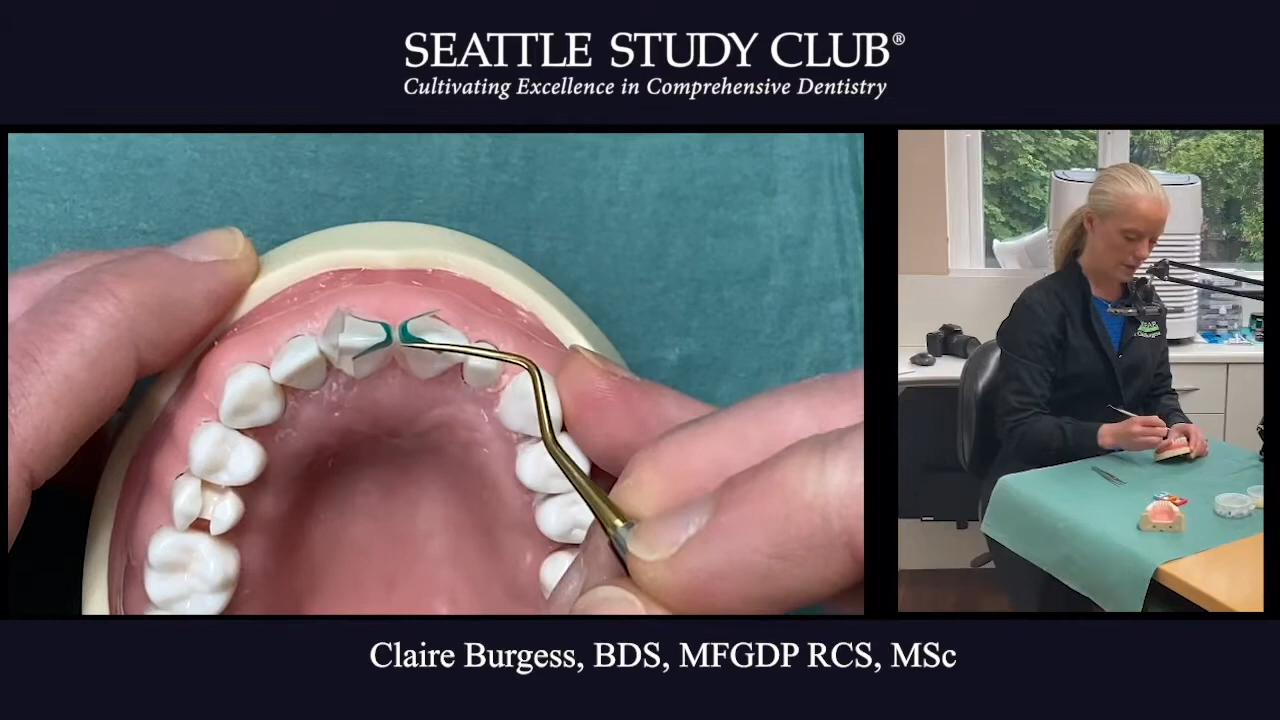 SEATTLE STUDY CLUB®
Cultivating Excellence in Comprehensive Dentistry
Claire Burgess, BDS, MFGDP RCS, MSc